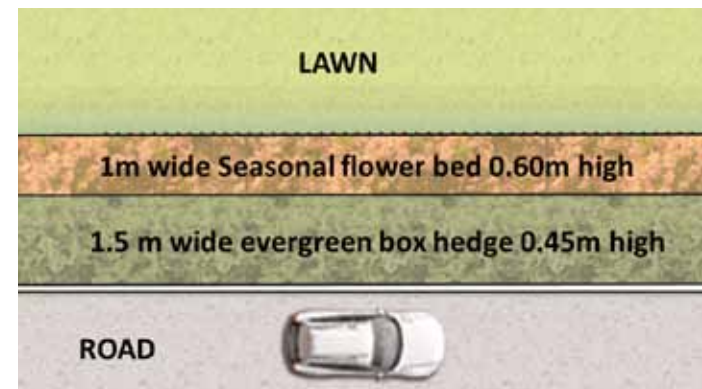 LAWN
1m wide Seasonal flower bed 0.60m high
1.5 m wide evergreen box hedge 0.45m high
ROAD